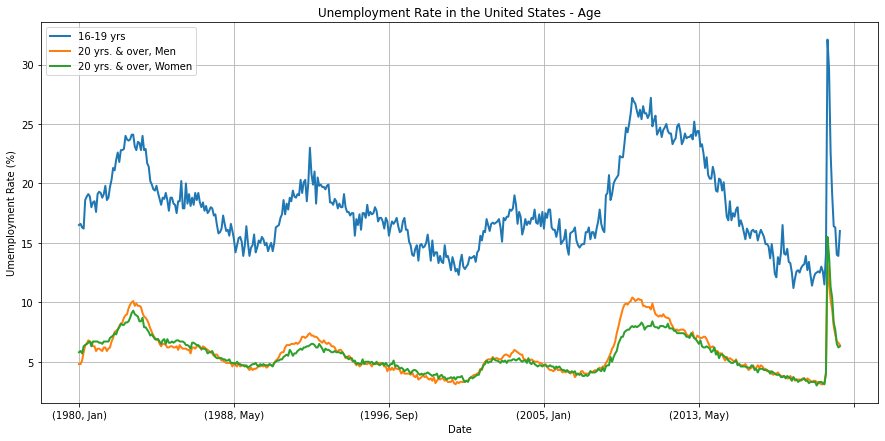 Unemployment Rate in the United States - Age
16-19 yrs
20 yrs. & over, Men
20 yrs. & over, Women
Umemployment Rate (%)
30
25
20
15
10
5
(1980, Jan)
(1988, May)
(1996, Sep)
(2005, Jan)
(2013, May)
Date